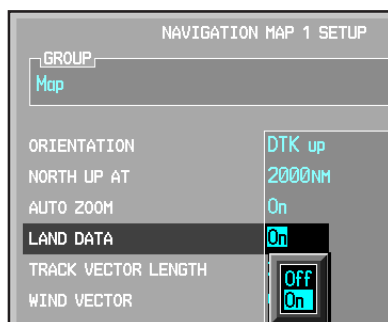 NAVIGATION MAP 1 SETUP
GROUP
Map
ORIENTATION DTK up
NORTH UP AT 2000NM
AUTO ZOOM On
LAND DATA On
TRACK VECTOR LENGTH
Off
WIND VECTOR
On